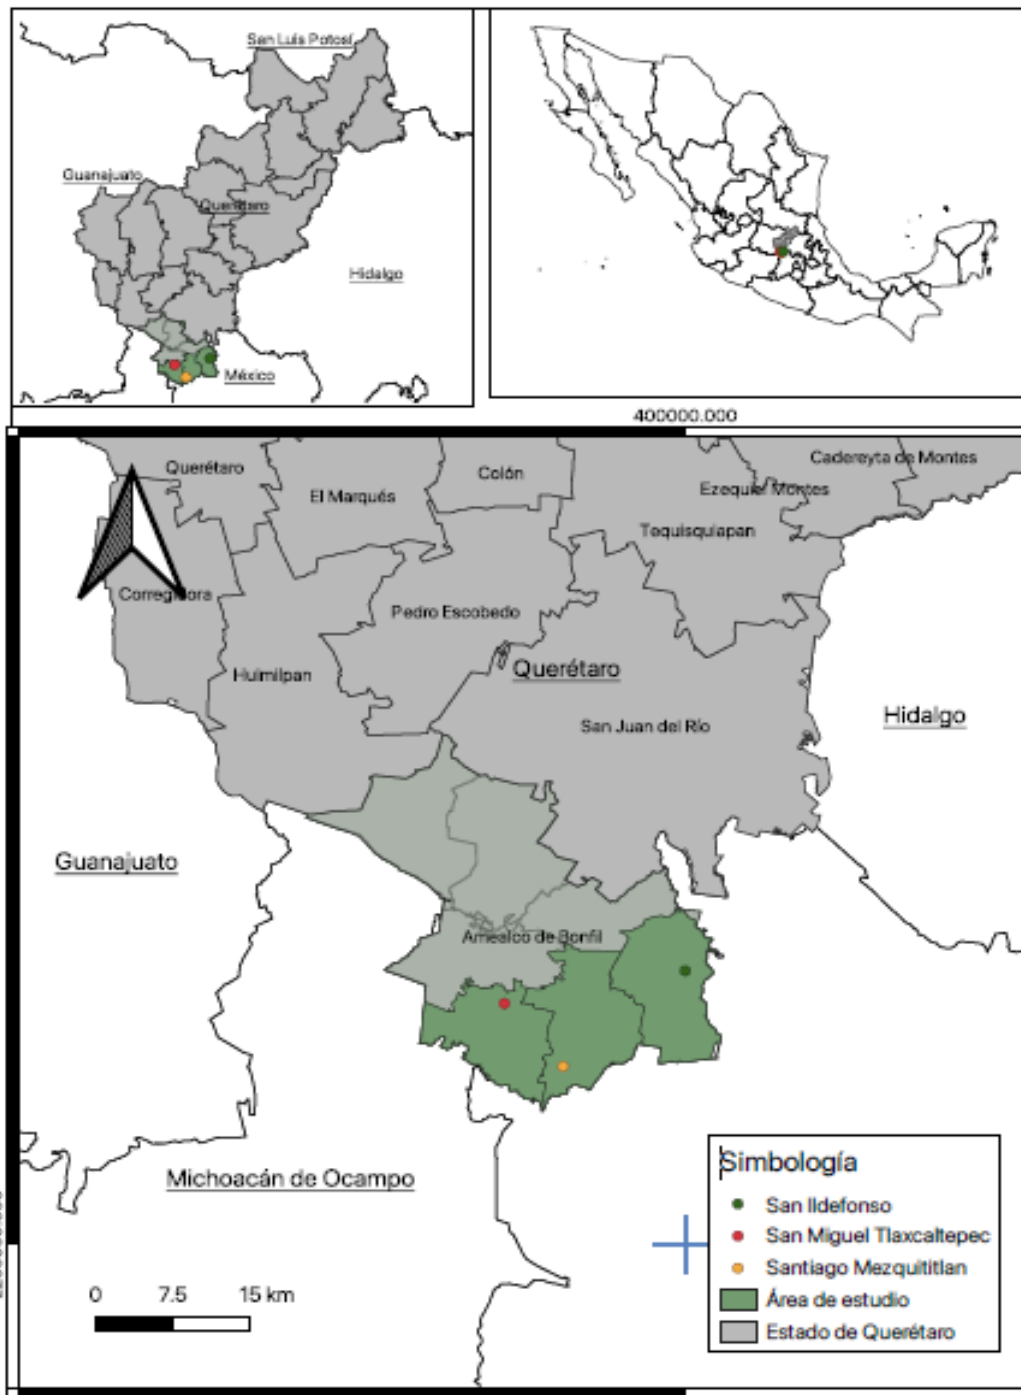 San Luis Potosí
Guanajuato
Querétaro
Hidalgo
México
400000.000
Querétaro
El Marqués
Colón
Cadereyta de Montes
Ezequiel Montes
Tequisquiapan
Corregidora
Pedro Escobedo
Huimilpan
Querétaro
San Juan del Río
Hidalgo
Guanajuato
Amealco de Bonfil
Michoacán de Ocampo
Simbología
San Ildefonso
San Miguel Tlaxcaltepec
Santiago Mezquititlan
Área de estudio
Estado de Querétaro
0 7.5 15 km